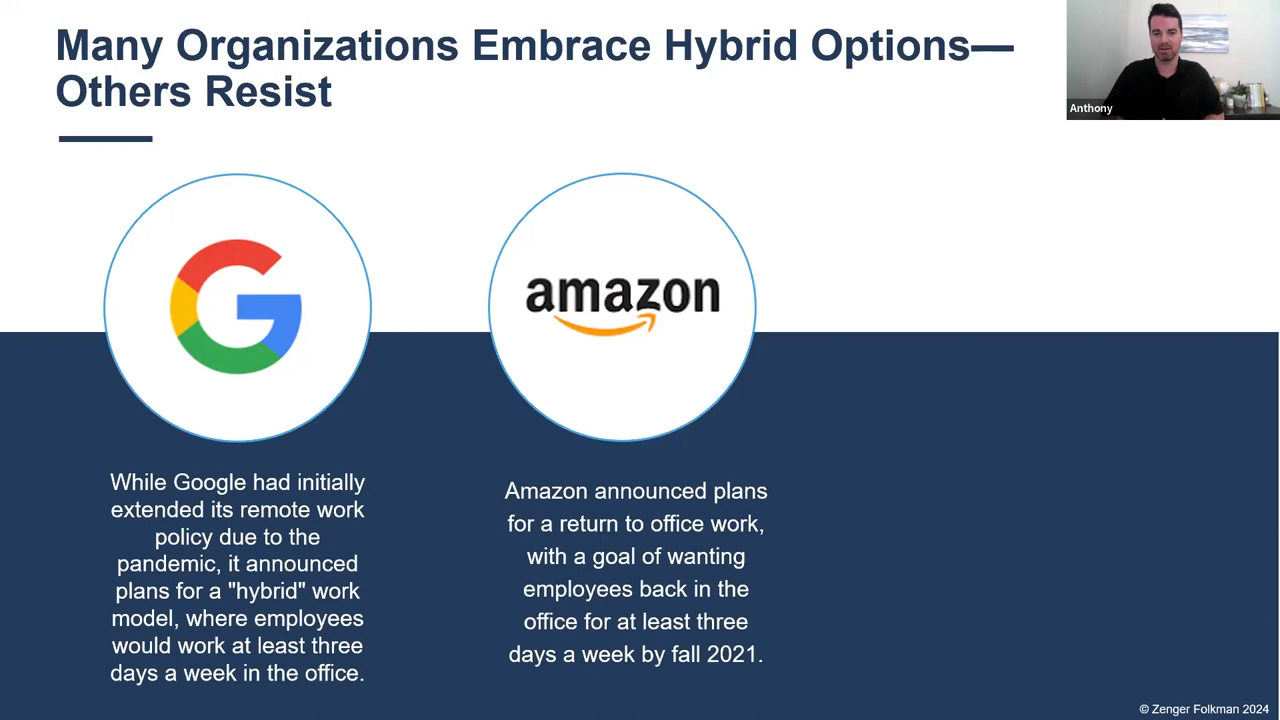 Many Organizations Embrace Hybrid Options—
Others Resist
Anthony
amazon
While Google had initially
extended its remote work
policy due to the
pandemic, it announced
plans for a "hybrid" work
model, where employees
would work at least three
days a week in the office.
Amazon announced plans
for a return to office work,
with a goal of wanting
employees back in the
office for at least three
days a week by fall 2021.
© Zenger Folkman 2024